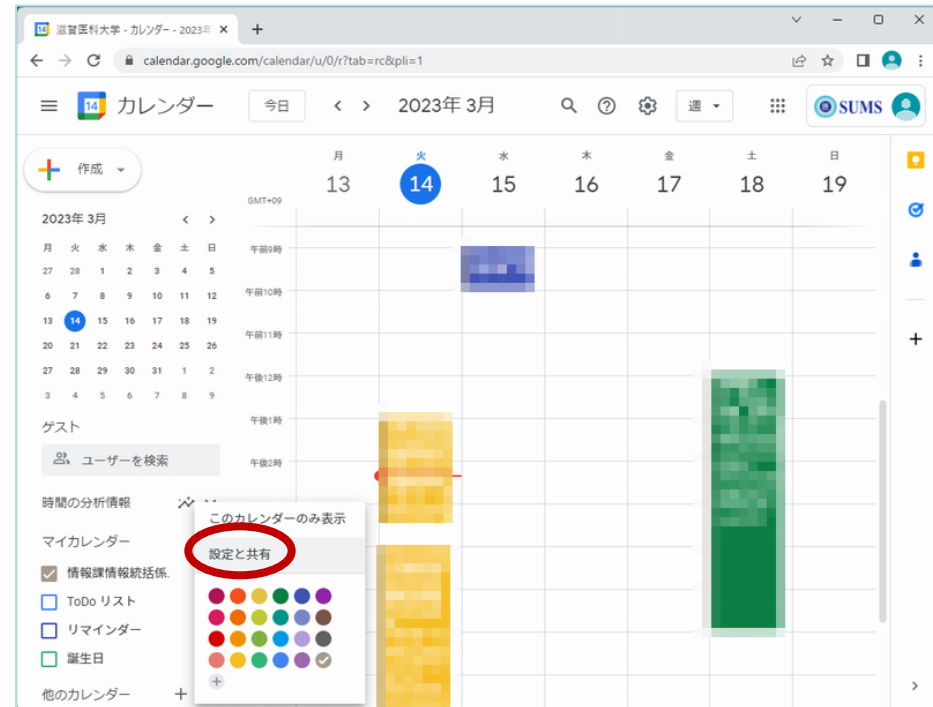 滋賀医科大学 - カレンダー - 2023年
calendar.google.com/calendar/u/0/r?tab=rc&pli=1
14 カレンダー 今日 2023年 3月 週 SUMS
作成
月 火 水 木 金 土 日
13 14 15 16 17 18 19
GMT+09
2023年 3月
月 火 水 木 金 土 日
27 28 1 2 3 4 5
6 7 8 9 10 11 12
13 14 15 16 17 18 19
20 21 22 23 24 25 26
27 28 29 30 31 1 2
3 4 5 6 7 8 9
午前9時
午前10時
午前11時
午後12時
午後1時
午後2時
ゲスト
ユーザーを検索
時間の分析情報
マイカレンダー
情報課情報統括係.
ToDo リスト
リマインダー
誕生日
他のカレンダー
このカレンダーのみ表示
設定と共有